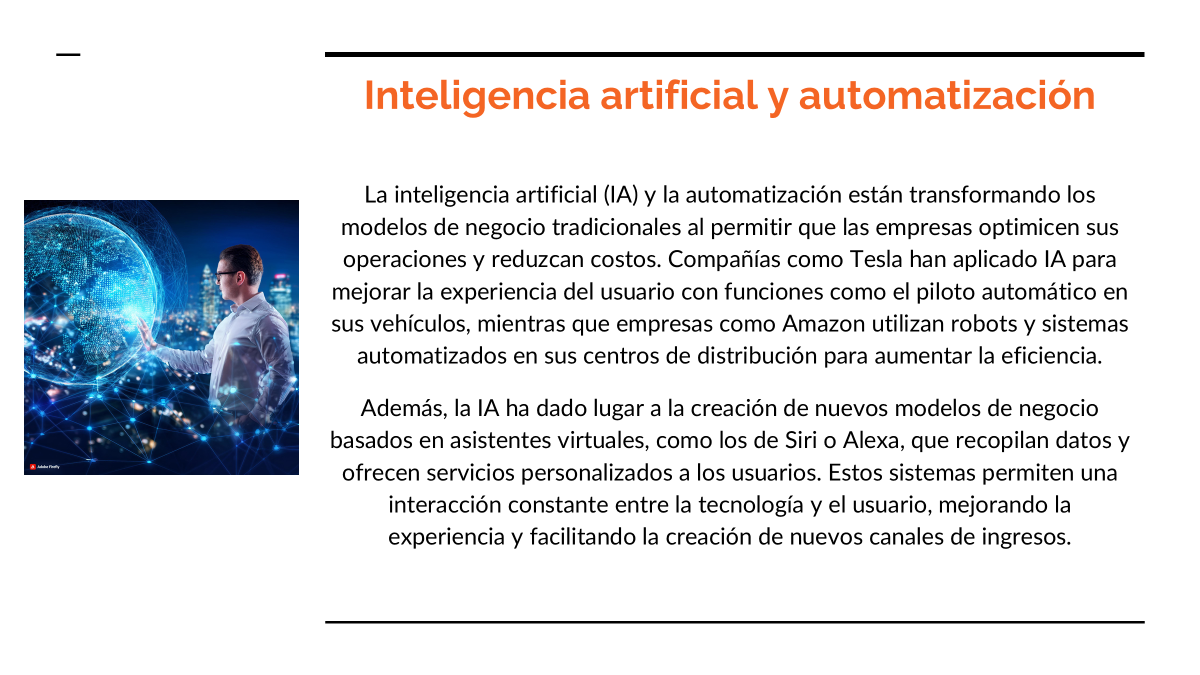 Inteligencia artificial y automatización
La inteligencia artificial (IA) y la automatización están transformando los
modelos de negocio tradicionales al permitir que las empresas optimicen sus
operaciones y reduzcan costos. Compañías como Tesla han aplicado IA para
mejorar la experiencia del usuario con funciones como el piloto automático en
sus vehículos, mientras que empresas como Amazon utilizan robots y sistemas
automatizados en sus centros de distribución para aumentar la eficiencia.
Además, la IA ha dado lugar a la creación de nuevos modelos de negocio
basados en asistentes virtuales, como los de Siri o Alexa, que recopilan datos y
ofrecen servicios personalizados a los usuarios. Estos sistemas permiten una
interacción constante entre la tecnología y el usuario, mejorando la
experiencia y facilitando la creación de nuevos canales de ingresos.
Adobe Firefly